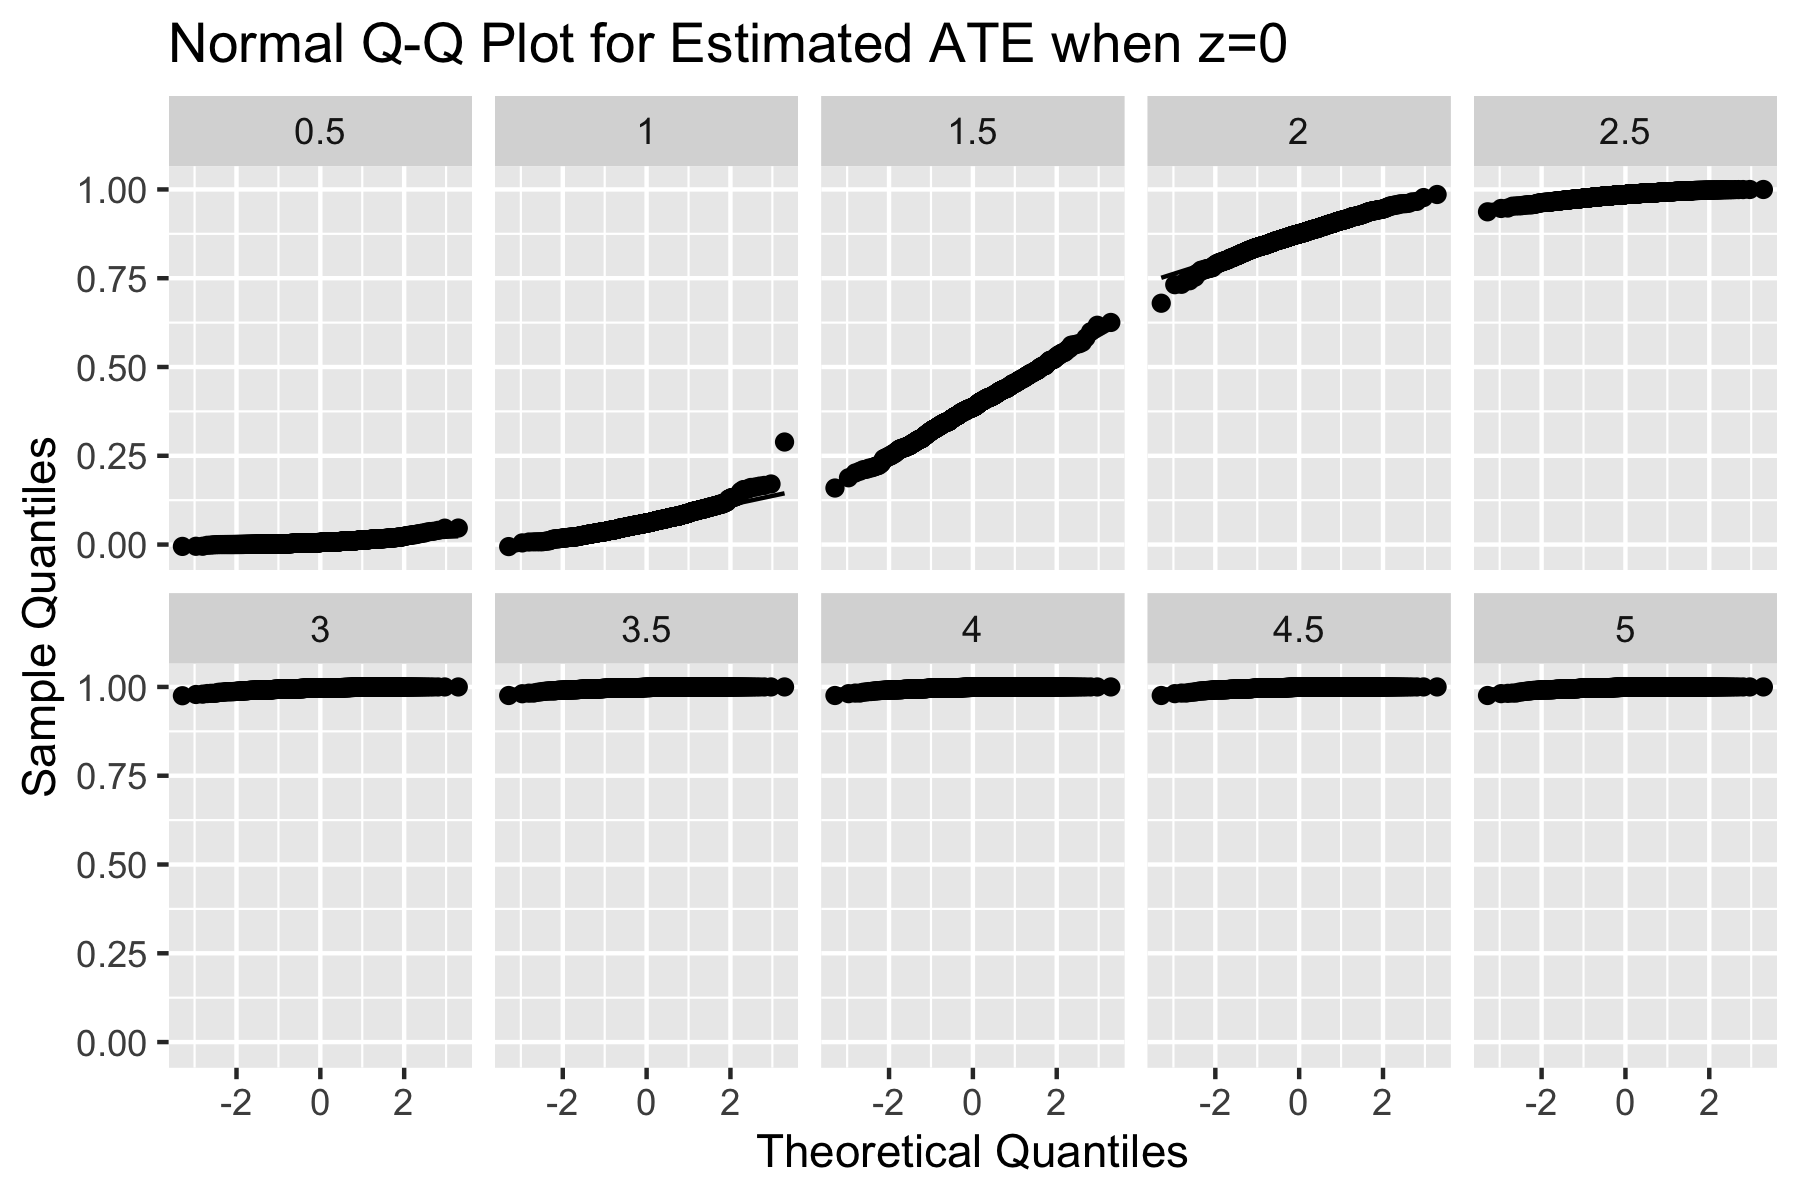 Normal Q-Q Plot for Estimated ATE when z=0
0.5 1 1.5 2 2.5
1.00
0.75
0.50
0.25
0.00
3 3.5 4 4.5 5
1.00
0.75
0.50
0.25
0.00
Sample Quantiles
-2 0 2 -2 0 2 -2 0 2 -2 0 2 -2 0 2
Theoretical Quantiles